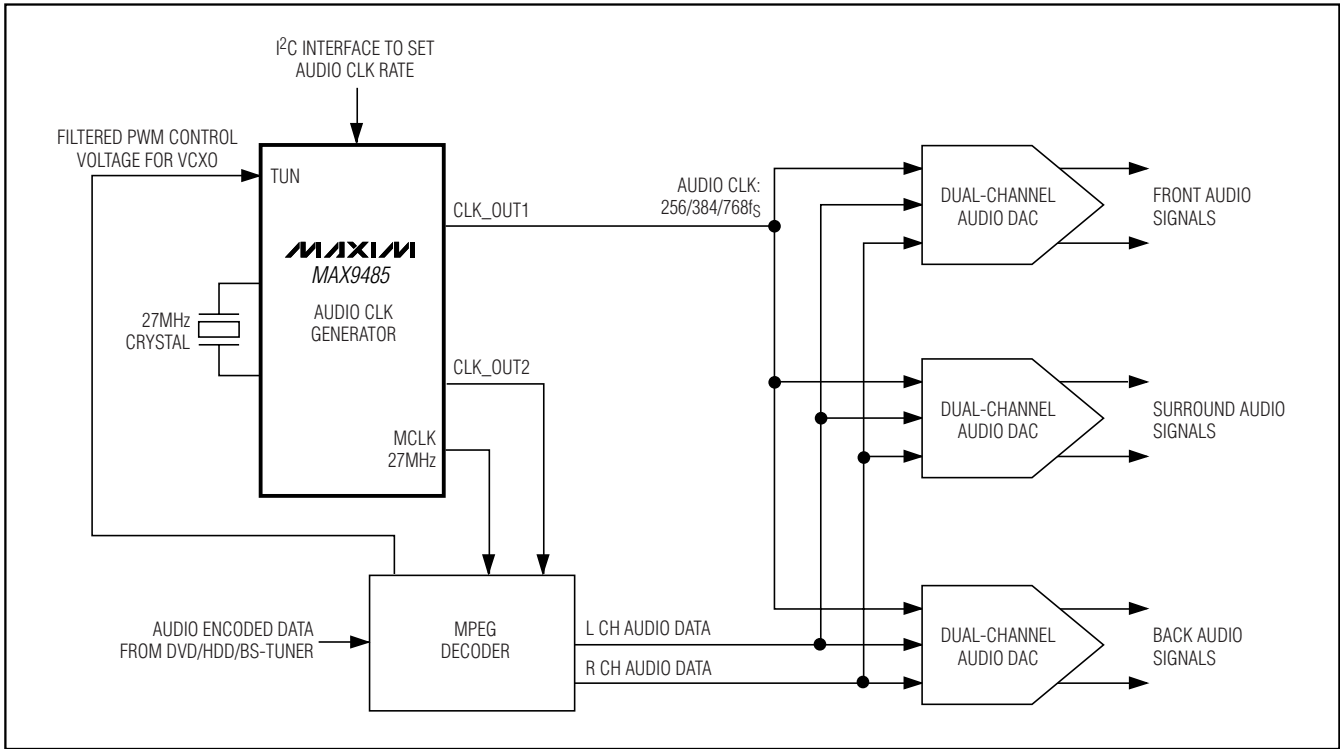 I²C INTERFACE TO SET
AUDIO CLK RATE
FILTERED PWM CONTROL
VOLTAGE FOR VCXO
TUN
CLK_OUT1
AUDIO CLK:
256/384/768fS
MAXIM
MAX9485
AUDIO CLK
GENERATOR
27MHz
CRYSTAL
CLK_OUT2
MCLK
27MHz
DUAL-CHANNEL
AUDIO DAC
FRONT AUDIO
SIGNALS
DUAL-CHANNEL
AUDIO DAC
SURROUND AUDIO
SIGNALS
AUDIO ENCODED DATA
FROM DVD/HDD/BS-TUNER
MPEG
DECODER
L CH AUDIO DATA
R CH AUDIO DATA
DUAL-CHANNEL
AUDIO DAC
BACK AUDIO
SIGNALS